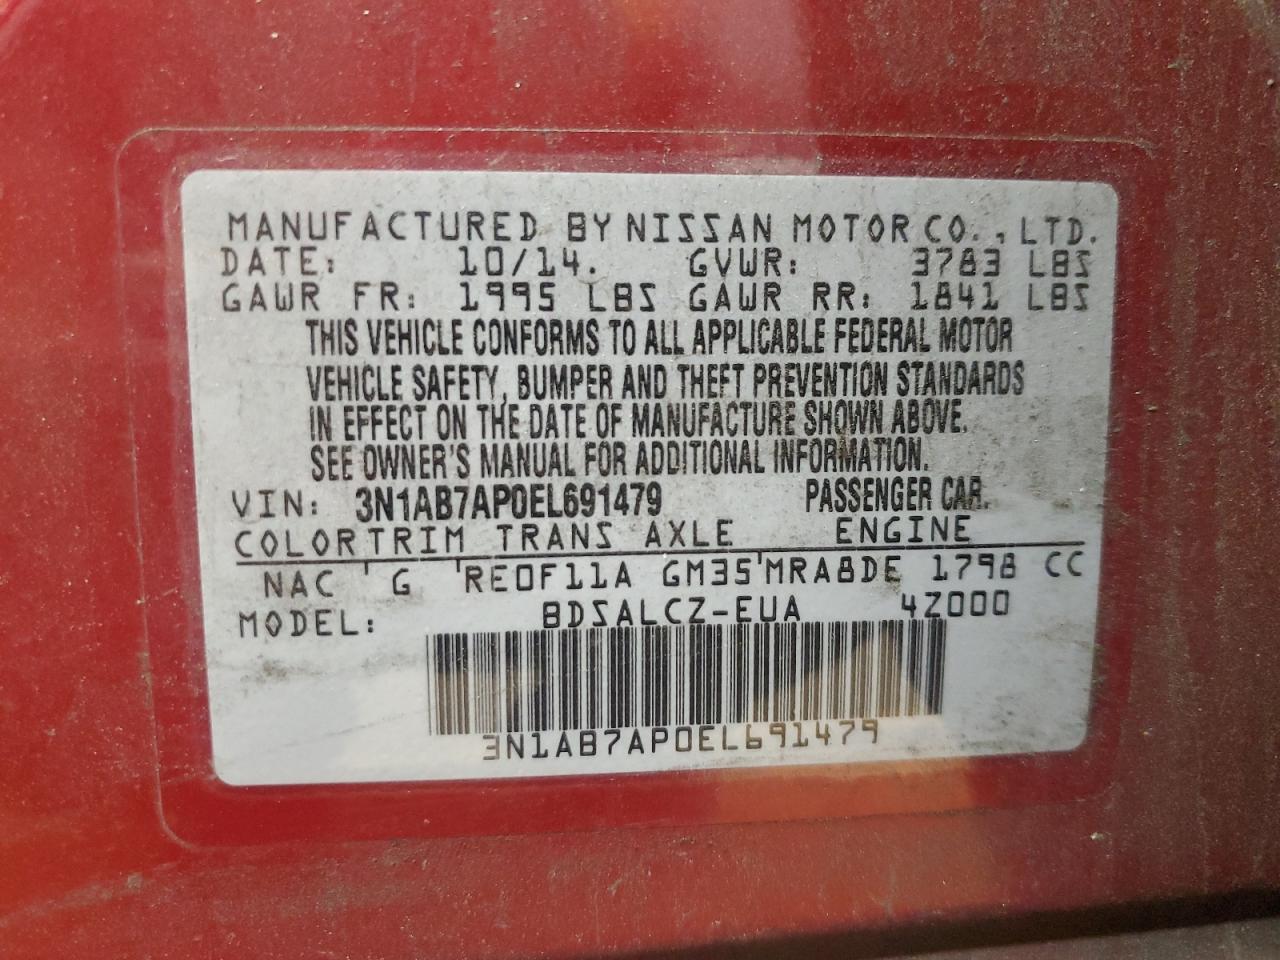 MANUFACTURED BY NISSAN MOTOR CO., LTD.
DATE: 10/14. GVWR: 3783 LBS
GAWR FR: 1995 LBS GAWR RR: 1841 LBS
THIS VEHICLE CONFORMS TO ALL APPLICABLE FEDERAL MOTOR
VEHICLE SAFETY, BUMPER AND THEFT PREVENTION STANDARDS
IN EFFECT ON THE DATE OF MANUFACTURE SHOWN ABOVE.
SEE OWNER'S MANUAL FOR ADDITIONAL INFORMATION.
VIN: 3N1AB7AP0EL691479 PASSENGER CAR.
COLOR TRIM TRANS AXLE ENGINE
NAC ' G ' RE0F11A GM35 ' MRA8DE 1798 CC
MODEL: BDSALCZ-EUA 4Z000
3N1AB7AP0EL691479